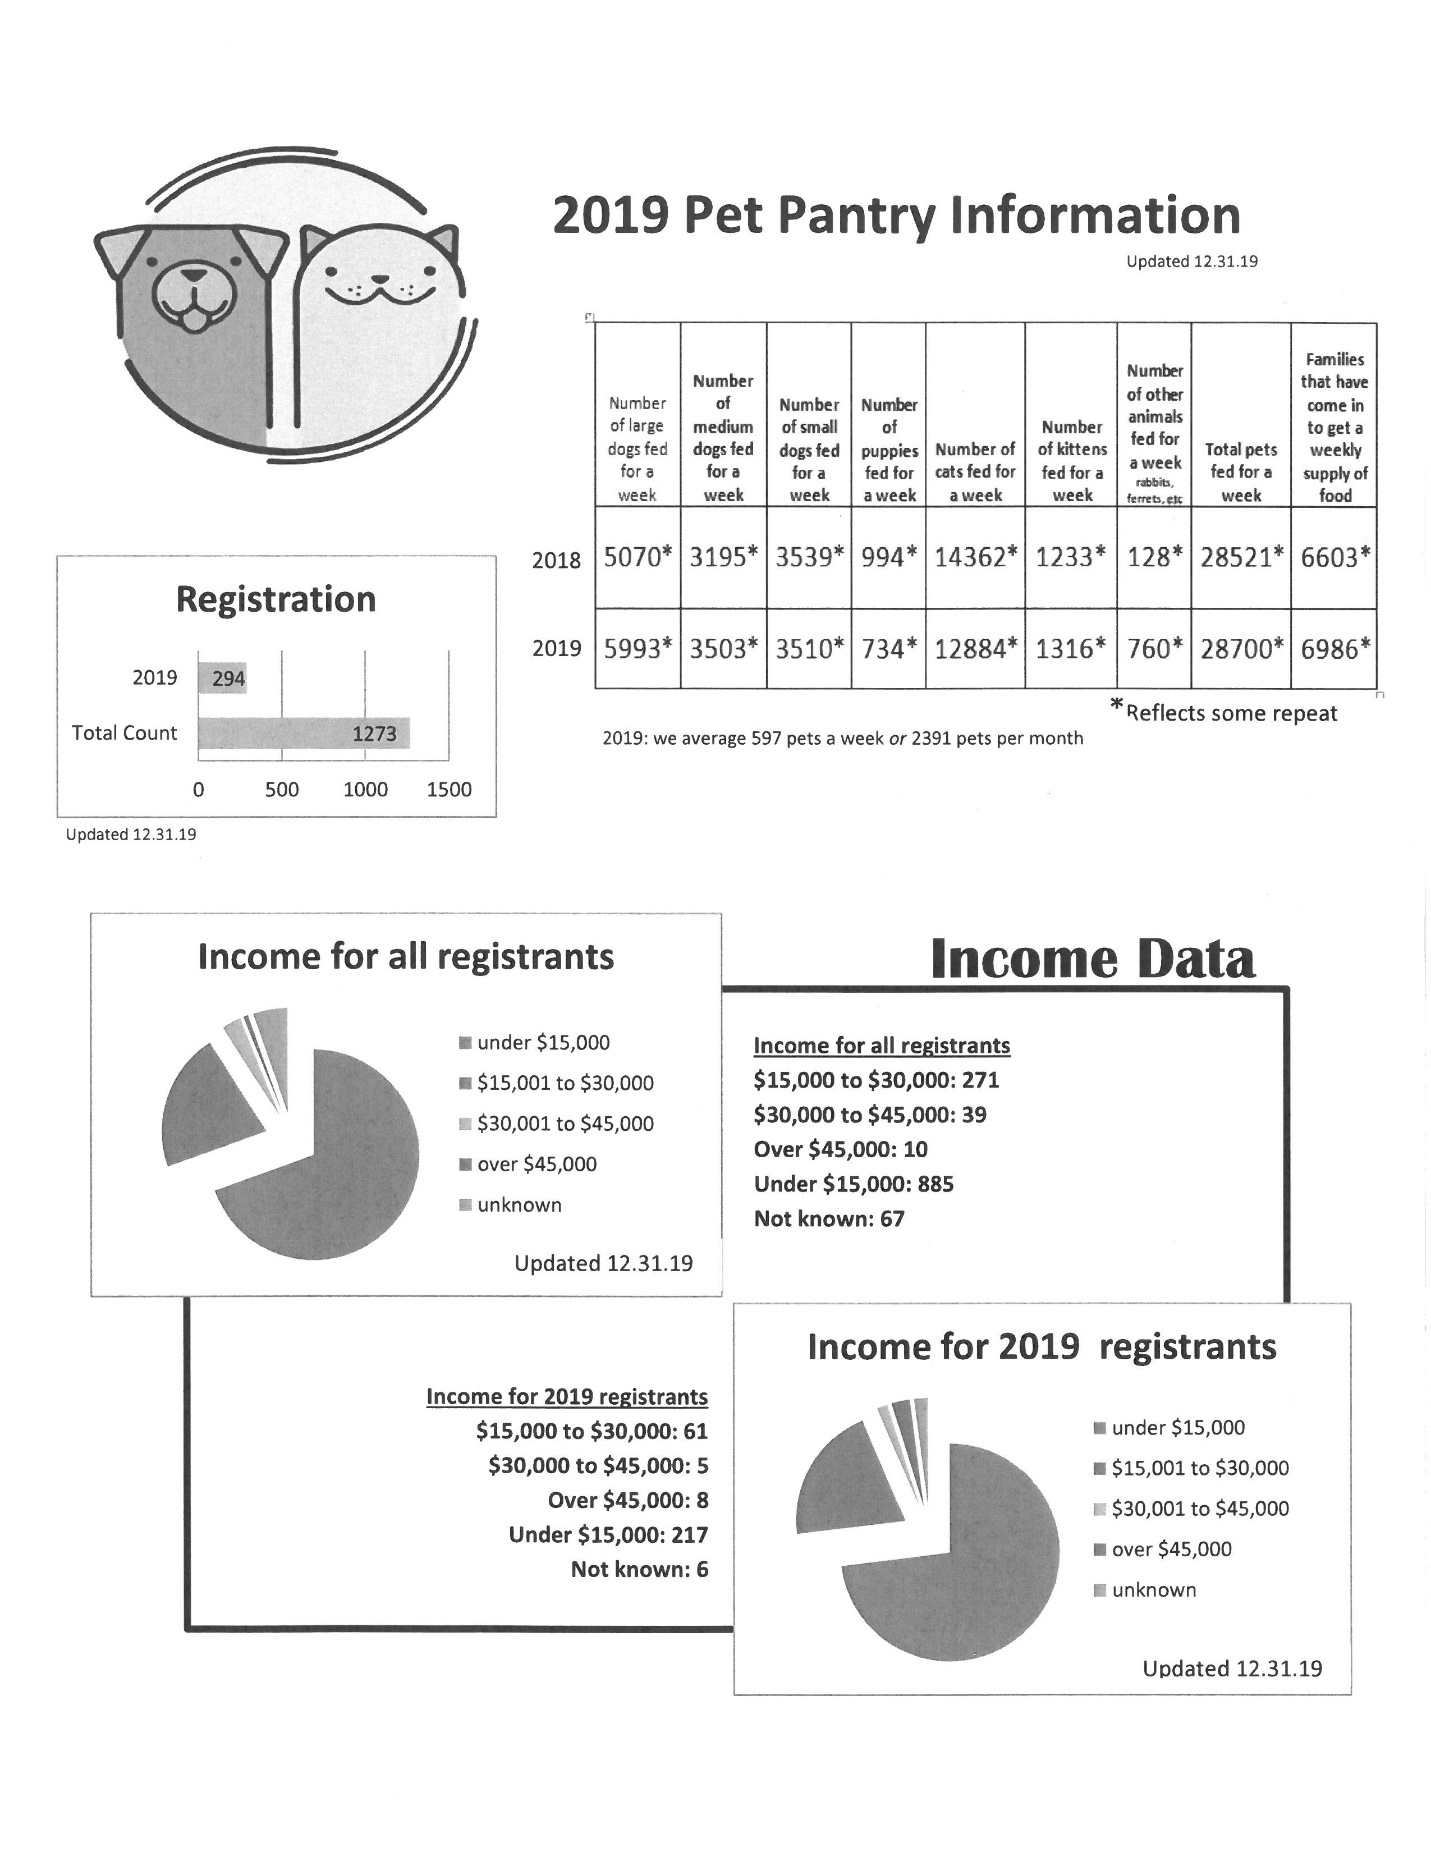 2019 Pet Pantry Information
Updated 12.31.19
Number of large dogs fed for a week
Number of medium dogs fed for a week
Number of small dogs fed for a week
Number of puppies fed for a week
Number of cats fed for a week
Number of kittens fed for a week
Number of other animals fed for a week rabbits, ferrets, etc
Total pets fed for a week
Families that have come in to get a weekly supply of food
2018 5070* 3195* 3539* 994* 14362* 1233* 128* 28521* 6603*
2019 5993* 3503* 3510* 734* 12884* 1316* 760* 28700* 6986*
*Reflects some repeat
2019: we average 597 pets a week or 2391 pets per month
Registration
2019 294
Total Count 1273
0 500 1000 1500
Updated 12.31.19
Income for all registrants
under $15,000
$15,001 to $30,000
$30,001 to $45,000
over $45,000
unknown
Updated 12.31.19
Income Data
Income for all registrants
$15,000 to $30,000: 271
$30,000 to $45,000: 39
Over $45,000: 10
Under $15,000: 885
Not known: 67
Income for 2019 registrants
$15,000 to $30,000: 61
$30,000 to $45,000: 5
Over $45,000: 8
Under $15,000: 217
Not known: 6
Income for 2019 registrants
under $15,000
$15,001 to $30,000
$30,001 to $45,000
over $45,000
unknown
Updated 12.31.19